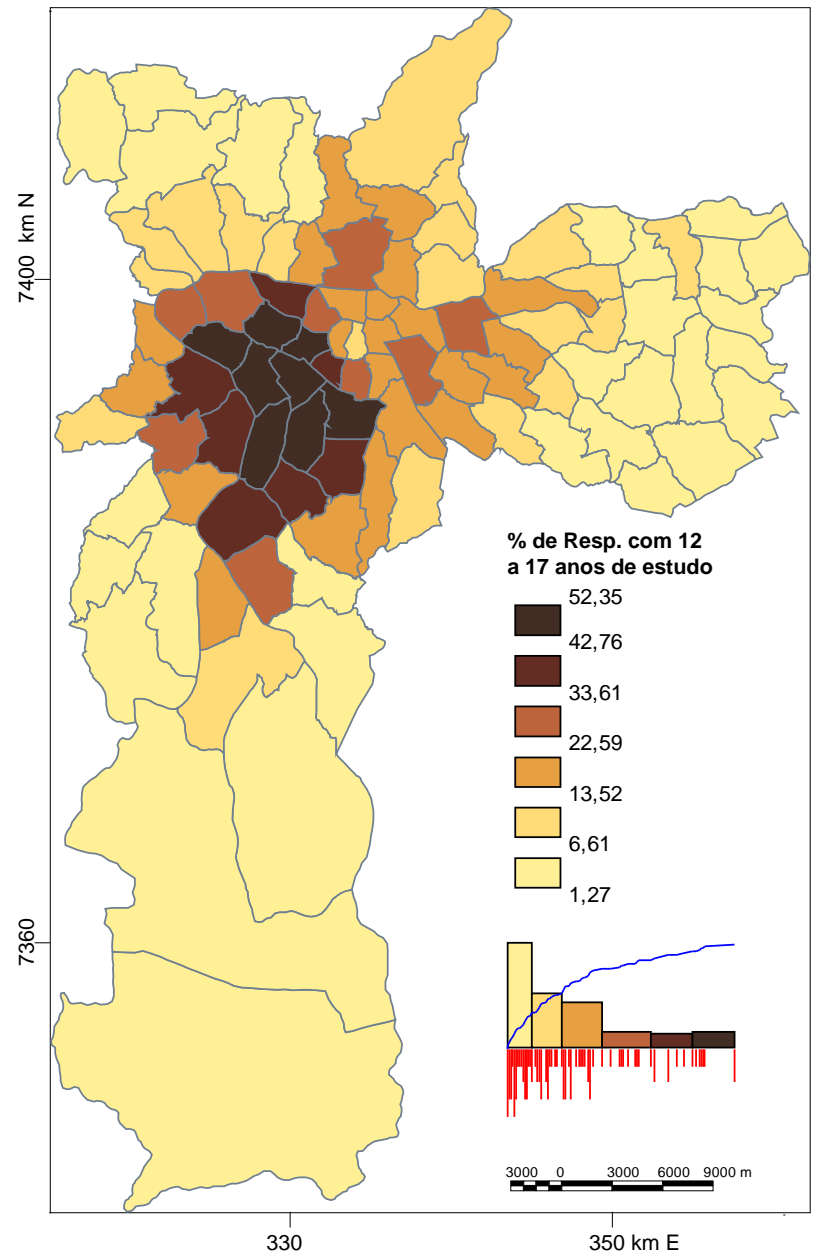 7400 km N
% de Resp. com 12
a 17 anos de estudo
52,35
42,76
33,61
22,59
13,52
6,61
1,27
7360
3000 0 3000 6000 9000 m
330 350 km E